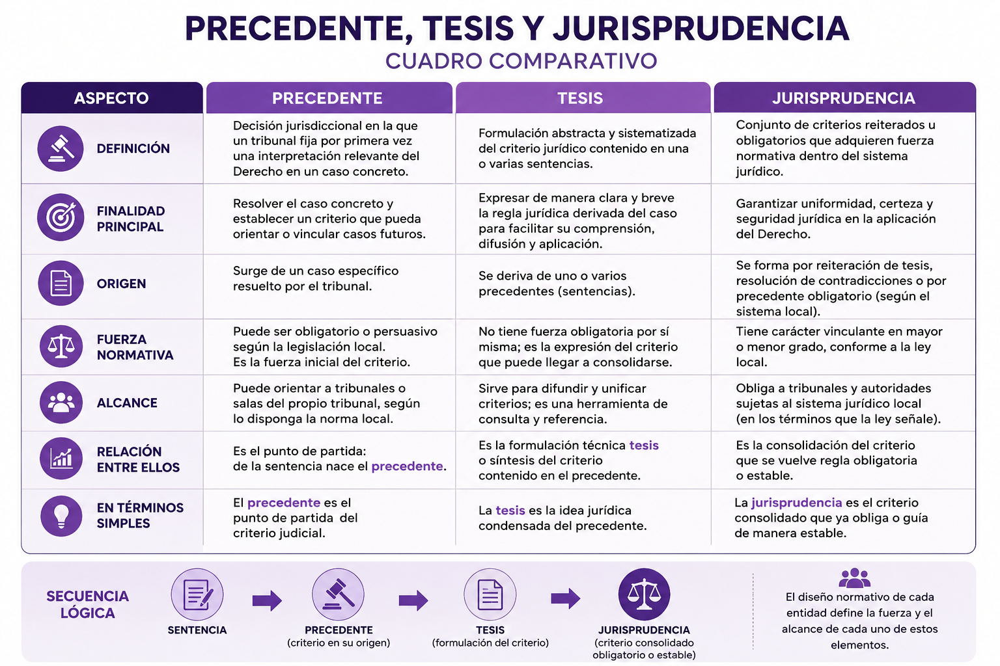 PRECEDENTE, TESIS Y JURISPRUDENCIA
CUADRO COMPARATIVO
ASPECTO
PRECEDENTE
TESIS
JURISPRUDENCIA
DEFINICIÓN
Decisión jurisdiccional en la que
un tribunal fija por primera vez
una interpretación relevante del
Derecho en un caso concreto.
Formulación abstracta y sistematizada
del criterio jurídico contenido en una
o varias sentencias.
Conjunto de criterios reiterados u
obligatorios que adquieren fuerza
normativa dentro del sistema
jurídico.
FINALIDAD
PRINCIPAL
Resolver el caso concreto y
establecer un criterio que pueda
orientar o vincular casos futuros.
Expresar de manera clara y breve
la regla jurídica derivada del caso
para facilitar su comprensión,
difusión y aplicación.
Garantizar uniformidad, certeza y
seguridad jurídica en la aplicación
del Derecho.
ORIGEN
Surge de un caso específico
resuelto por el tribunal.
Se deriva de uno o varios
precedentes (sentencias).
Se forma por reiteración de tesis,
resolución de contradicciones o por
precedente obligatorio (según el
sistema local).
FUERZA
NORMATIVA
Puede ser obligatorio o persuasivo
según la legislación local.
Es la fuerza inicial del criterio.
No tiene fuerza obligatoria por sí
misma; es la expresión del criterio
que puede llegar a consolidarse.
Tiene carácter vinculante en mayor
o menor grado, conforme a la ley
local.
ALCANCE
Puede orientar a tribunales o
salas del propio tribunal, según
lo disponga la norma local.
Sirve para difundir y unificar
criterios; es una herramienta de
consulta y referencia.
Obliga a tribunales y autoridades
sujetas al sistema jurídico local
(en los términos que la ley señale).
RELACIÓN
ENTRE ELLOS
Es el punto de partida:
de la sentencia nace el precedente.
Es la formulación técnica tesis
o síntesis del criterio
contenido en el precedente.
Es la consolidación del criterio
que se vuelve regla obligatoria
o estable.
EN TÉRMINOS
SIMPLES
El precedente es el
punto de partida del
criterio judicial.
La tesis es la idea jurídica
condensada del precedente.
La jurisprudencia es el criterio
consolidado que ya obliga o guía
de manera estable.
SECUENCIA
LÓGICA
SENTENCIA
PRECEDENTE
(criterio en su origen)
TESIS
(formulación del criterio)
JURISPRUDENCIA
(criterio consolidado
obligatorio o estable)
El diseño normativo de cada
entidad define la fuerza y el
alcance de cada uno de estos
elementos.